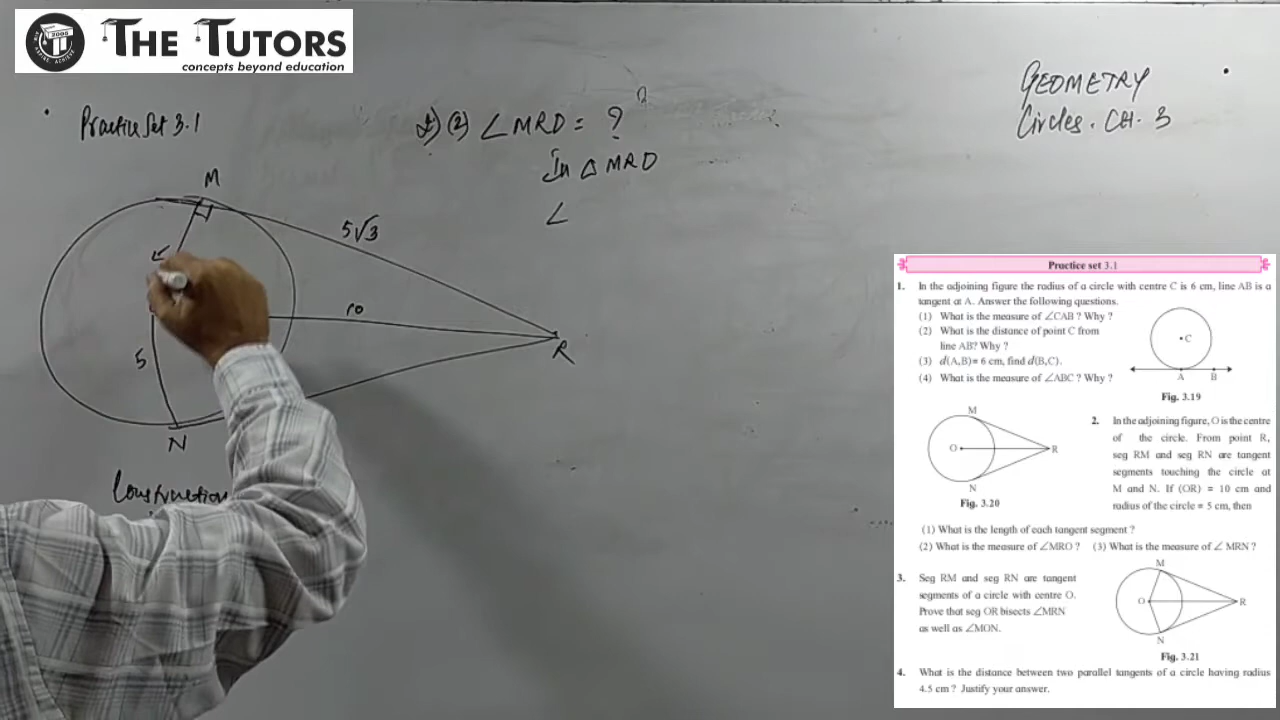 THE TUTORS
concepts beyond education
GEOMETRY
Circles. CH. 3
Practice Set 3.1
(2) ∠MRO = ?
In △MRO
∠
M
5√3
10
5
R
N
Construction
Practice set 3.1
1. In the adjoining figure the radius of a circle with centre C is 6 cm, line AB is a
tangent at A. Answer the following questions.
(1) What is the measure of ∠CAB ? Why ?
(2) What is the distance of point C from
line AB? Why ?
(3) d(A,B)= 6 cm, find d(B,C).
(4) What is the measure of ∠ABC ? Why ?
C
A B
Fig. 3.19
M
O
R
N
Fig. 3.20
2. In the adjoining figure, O is the centre
of the circle. From point R,
seg RM and seg RN are tangent
segments touching the circle at
M and N. If (OR) = 10 cm and
radius of the circle = 5 cm, then
(1) What is the length of each tangent segment ?
(2) What is the measure of ∠MRO ? (3) What is the measure of ∠ MRN ?
3. Seg RM and seg RN are tangent
segments of a circle with centre O.
Prove that seg OR bisects ∠MRN
as well as ∠MON.
M
O
R
N
Fig. 3.21
4. What is the distance between two parallel tangents of a circle having radius
4.5 cm ? Justify your answer.